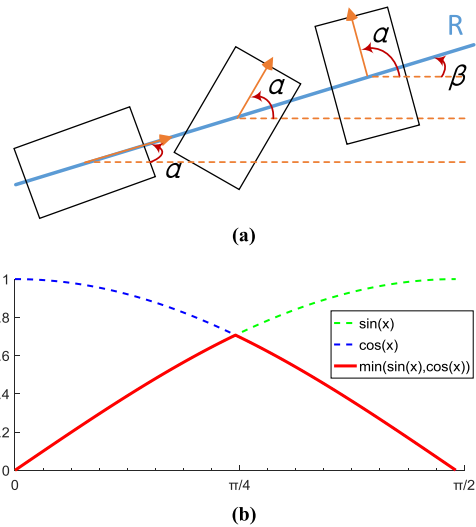 R
α
α
β
α
(a)
1
.8
.6
.4
.2
0
0
π/4
π/2
sin(x)
cos(x)
min(sin(x),cos(x))
(b)